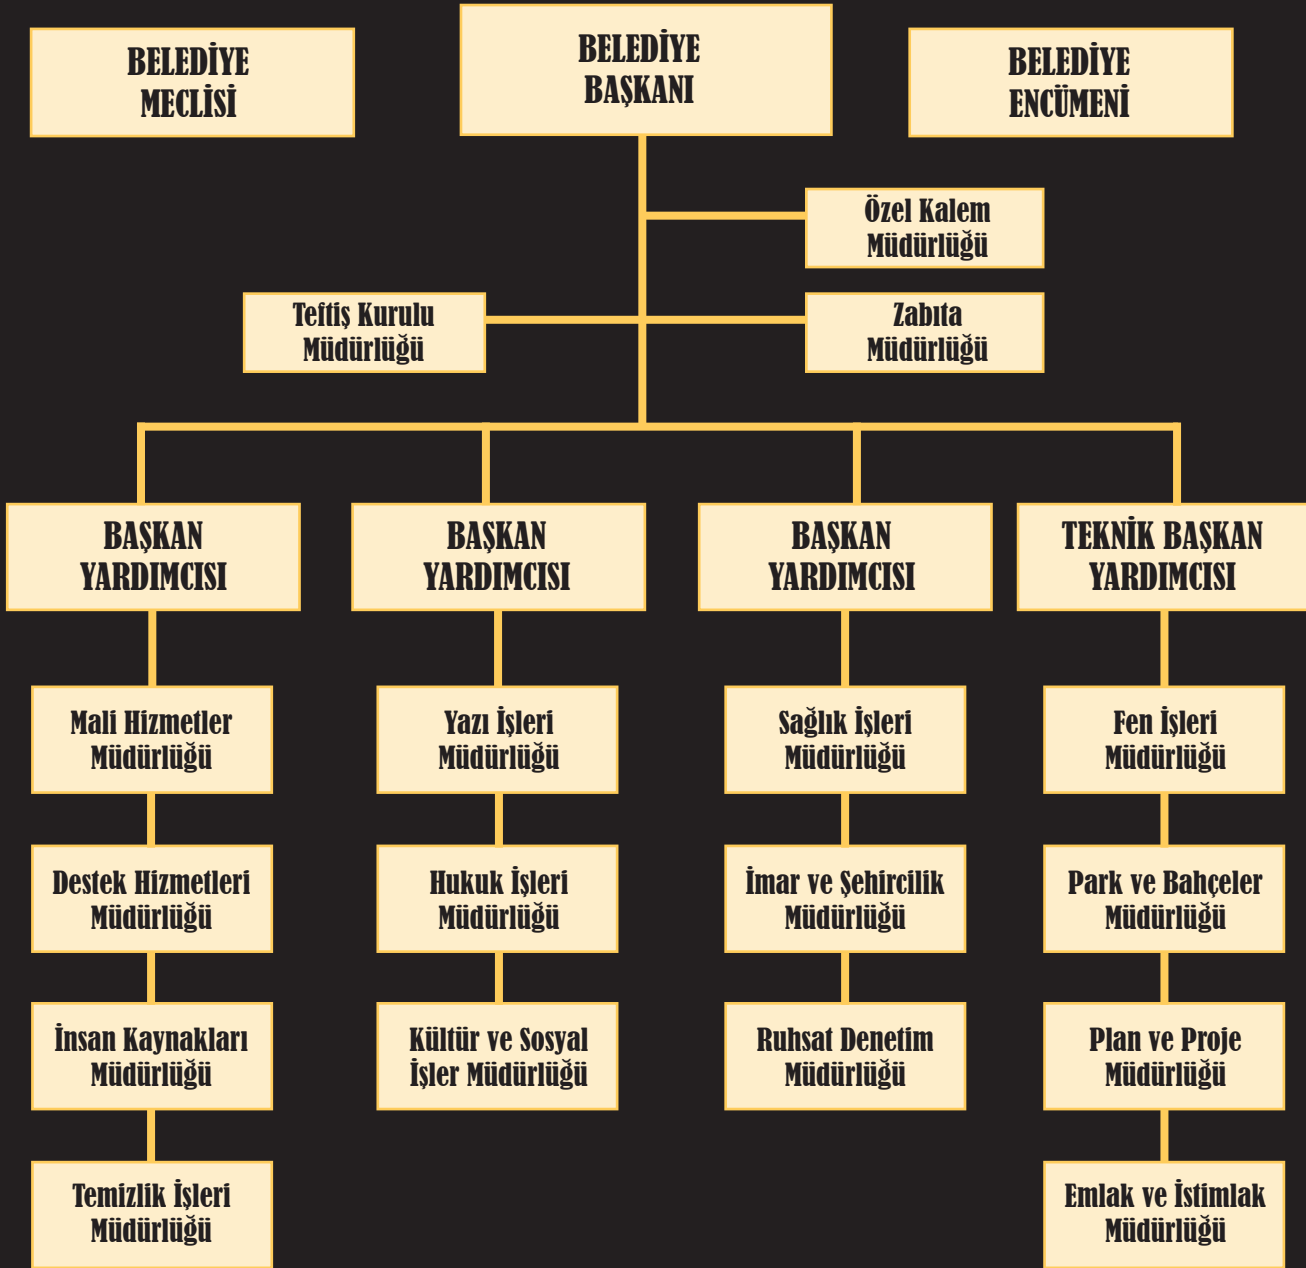 BELEDİYE
MECLİSİ
BELEDİYE
BAŞKANI
BELEDİYE
ENCÜMENİ
Özel Kalem
Müdürlüğü
Teftiş Kurulu
Müdürlüğü
Zabıta
Müdürlüğü
BAŞKAN
YARDIMCISI
BAŞKAN
YARDIMCISI
BAŞKAN
YARDIMCISI
TEKNİK BAŞKAN
YARDIMCISI
Mali Hizmetler
Müdürlüğü
Yazı İşleri
Müdürlüğü
Sağlık İşleri
Müdürlüğü
Fen İşleri
Müdürlüğü
Destek Hizmetleri
Müdürlüğü
Hukuk İşleri
Müdürlüğü
İmar ve Şehircilik
Müdürlüğü
Park ve Bahçeler
Müdürlüğü
İnsan Kaynakları
Müdürlüğü
Kültür ve Sosyal
İşler Müdürlüğü
Ruhsat Denetim
Müdürlüğü
Plan ve Proje
Müdürlüğü
Temizlik İşleri
Müdürlüğü
Emlak ve İstimlak
Müdürlüğü